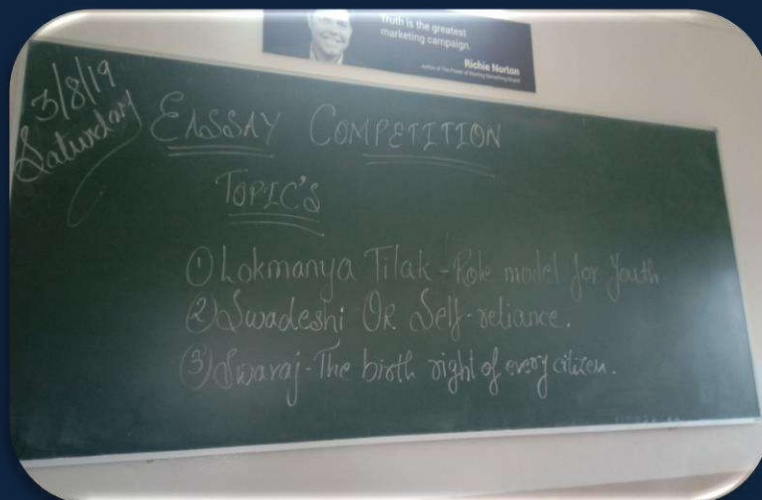 Truth is the greatest
marketing campaign.
Richie Norton
3/8/19
Saturday
EASSAY COMPETITION
TOPIC'S
① Lokmanya Tilak - Role model for Youth
② Swadeshi OR Self-reliance.
③ Swaraj - The birth right of every citizen.